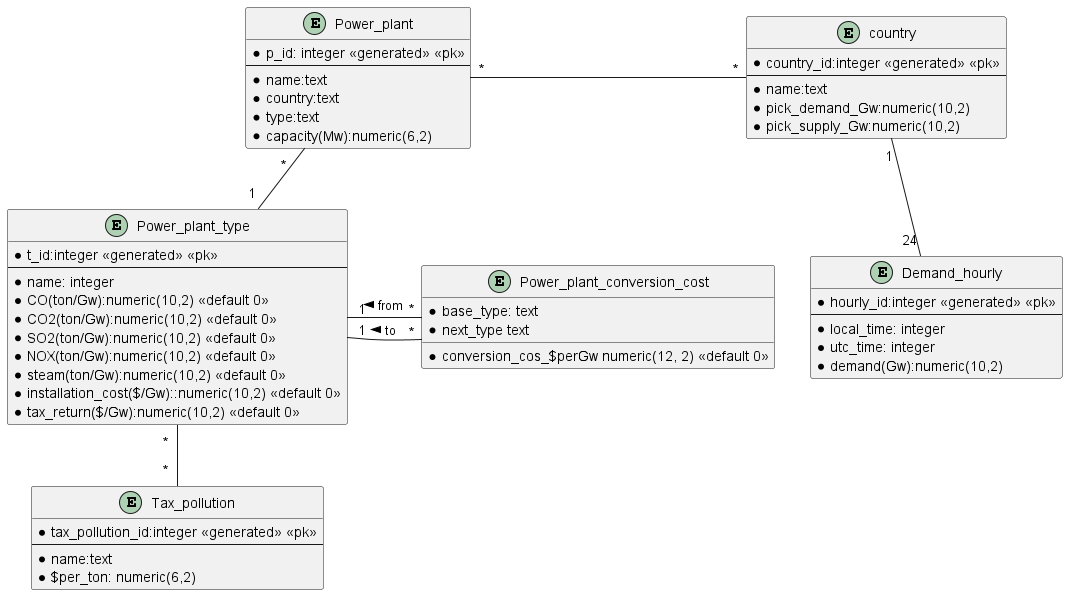 E Power_plant
* p_id: integer «generated» «pk»
* name:text
* country:text
* type:text
* capacity(Mw):numeric(6,2)
* *
E country
* country_id:integer «generated» «pk»
* name:text
* pick_demand_Gw:numeric(10,2)
* pick_supply_Gw:numeric(10,2)
*
1
1
24
E Power_plant_type
* t_id:integer «generated» «pk»
* name: integer
* CO(ton/Gw):numeric(10,2) «default 0»
* CO2(ton/Gw):numeric(10,2) «default 0»
* SO2(ton/Gw):numeric(10,2) «default 0»
* NOX(ton/Gw):numeric(10,2) «default 0»
* steam(ton/Gw):numeric(10,2) «default 0»
* installation_cost($/Gw)::numeric(10,2) «default 0»
* tax_return($/Gw):numeric(10,2) «default 0»
1 ◄ from *
1 ◄ to *
E Power_plant_conversion_cost
* base_type: text
* next_type text
* conversion_cos_$perGw numeric(12, 2) «default 0»
E Demand_hourly
* hourly_id:integer «generated» «pk»
* local_time: integer
* utc_time: integer
* demand(Gw):numeric(10,2)
*
*
E Tax_pollution
* tax_pollution_id:integer «generated» «pk»
* name:text
* $per_ton: numeric(6,2)